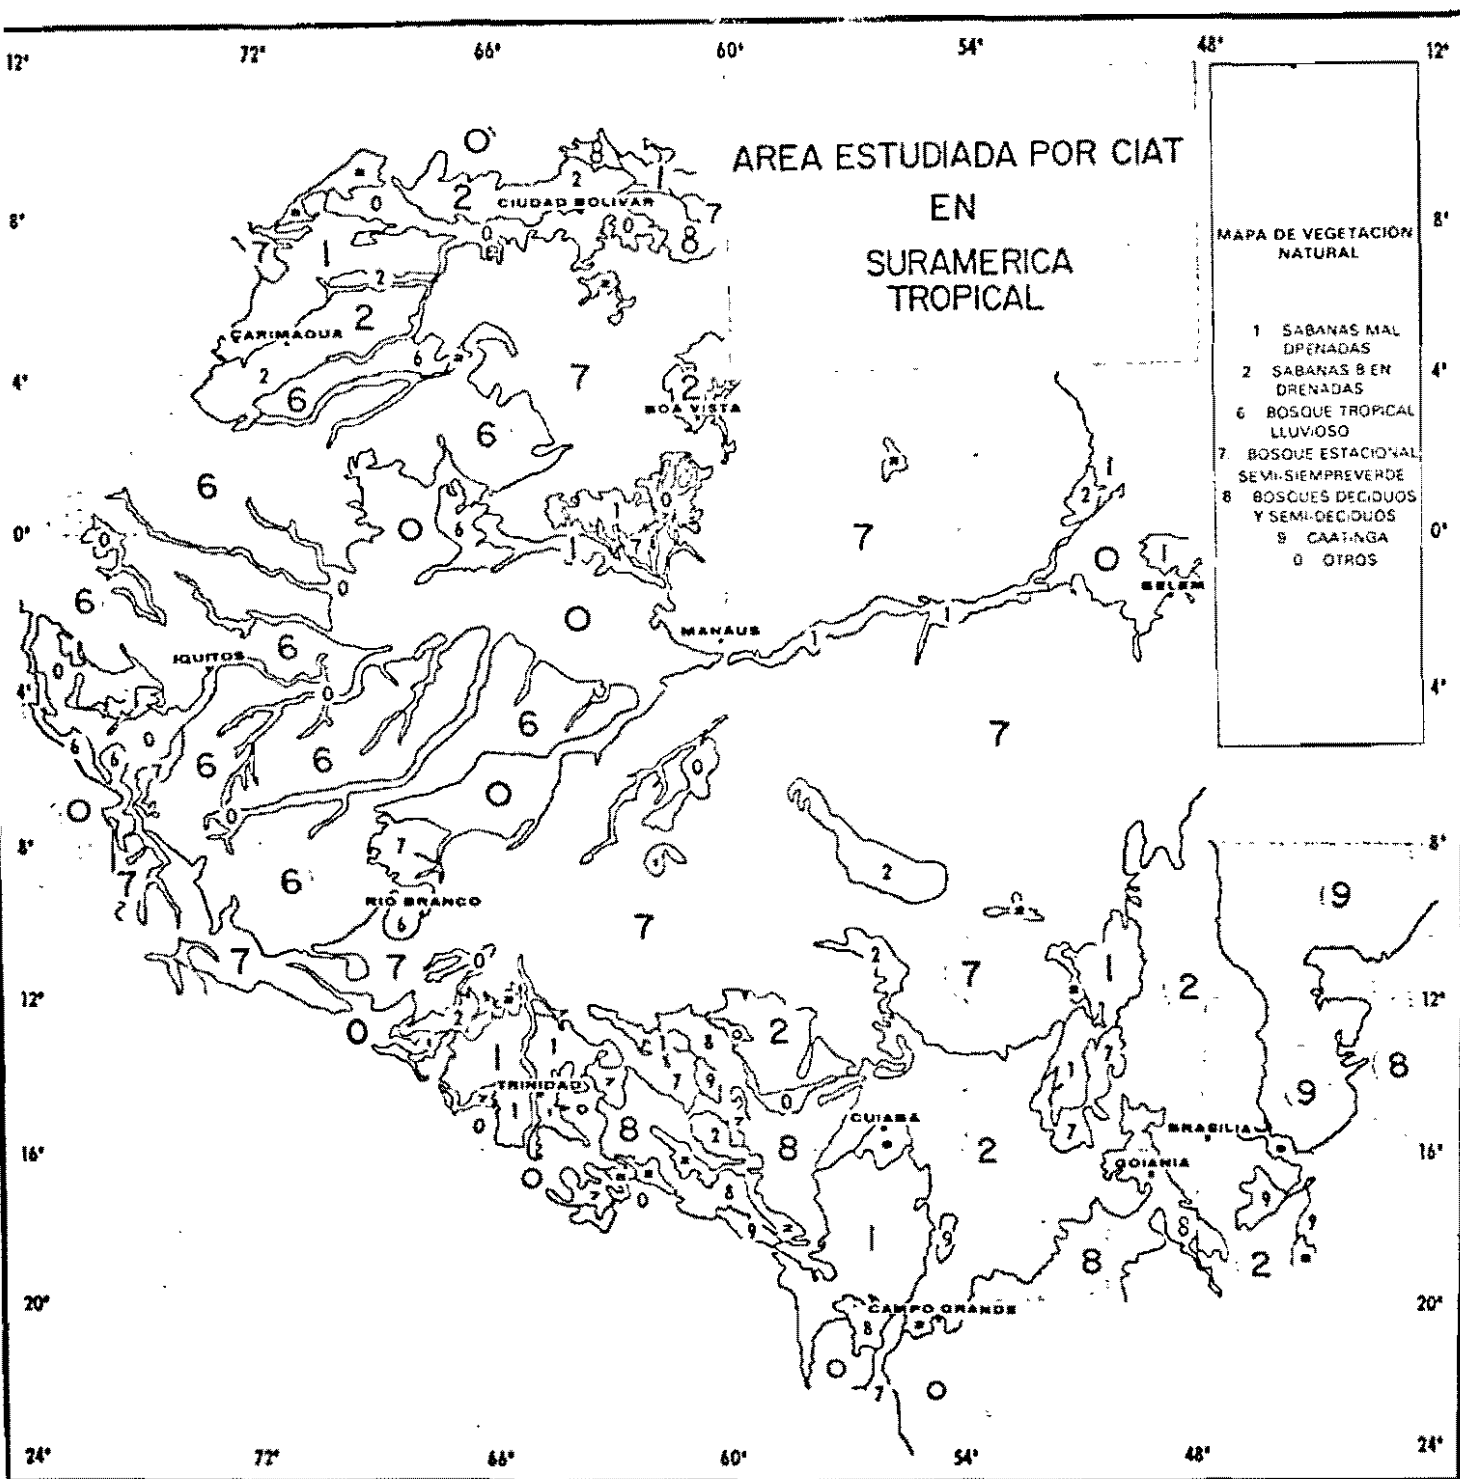 72° 66° 60° 54° 48°
12° 12°
AREA ESTUDIADA POR CIAT
EN
SURAMERICA
TROPICAL
MAPA DE VEGETACION
NATURAL
1 SABANAS MAL
DRENADAS
2 SABANAS BIEN
DRENADAS
6 BOSQUE TROPICAL
LLUVIOSO
7 BOSQUE ESTACIONAL
SEMI-SIEMPREVERDE
8 BOSQUES DECIDUOS
Y SEMI-DECIDUOS
9 CAATINGA
0 OTROS
8° 8°
CIUDAD BOLIVAR
CARIMAGUA
4° 4°
BOA VISTA
0° 0°
BELEM
MANAUS
IQUITOS
4° 4°
8° 8°
RIO BRANCO
12° 12°
TRINIDAD
CUIABA
BRASILIA
16° 16°
GOIANIA
20° 20°
CAMPO GRANDE
24° 24°
72° 66° 60° 54° 48°